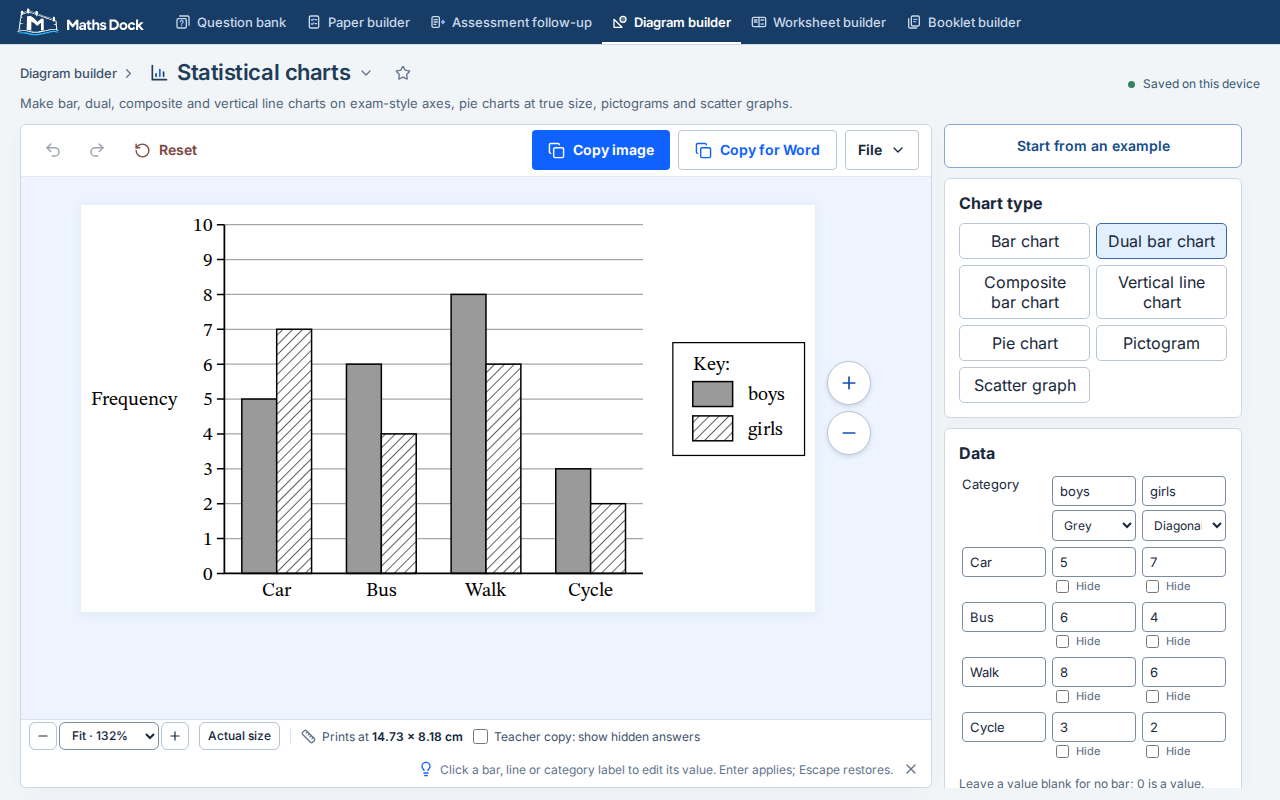 Maths Dock
Question bank
Paper builder
Assessment follow-up
Diagram builder
Worksheet builder
Booklet builder
Diagram builder
Statistical charts
Make bar, dual, composite and vertical line charts on exam-style axes, pie charts at true size, pictograms and scatter graphs.
Saved on this device
Reset
Copy image
Copy for Word
File
10
9
8
7
6
5
4
3
2
1
0
Frequency
Car
Bus
Walk
Cycle
Key:
boys
girls
Fit · 132%
Actual size
Prints at 14.73 × 8.18 cm
Teacher copy: show hidden answers
Click a bar, line or category label to edit its value. Enter applies; Escape restores.
Start from an example
Chart type
Bar chart
Dual bar chart
Composite
bar chart
Vertical line
chart
Pie chart
Pictogram
Scatter graph
Data
Category
boys
girls
Grey
Diagonal
Car
5
7
Hide
Hide
Bus
6
4
Hide
Hide
Walk
8
6
Hide
Hide
Cycle
3
2
Hide
Hide
Leave a value blank for no bar; 0 is a value.